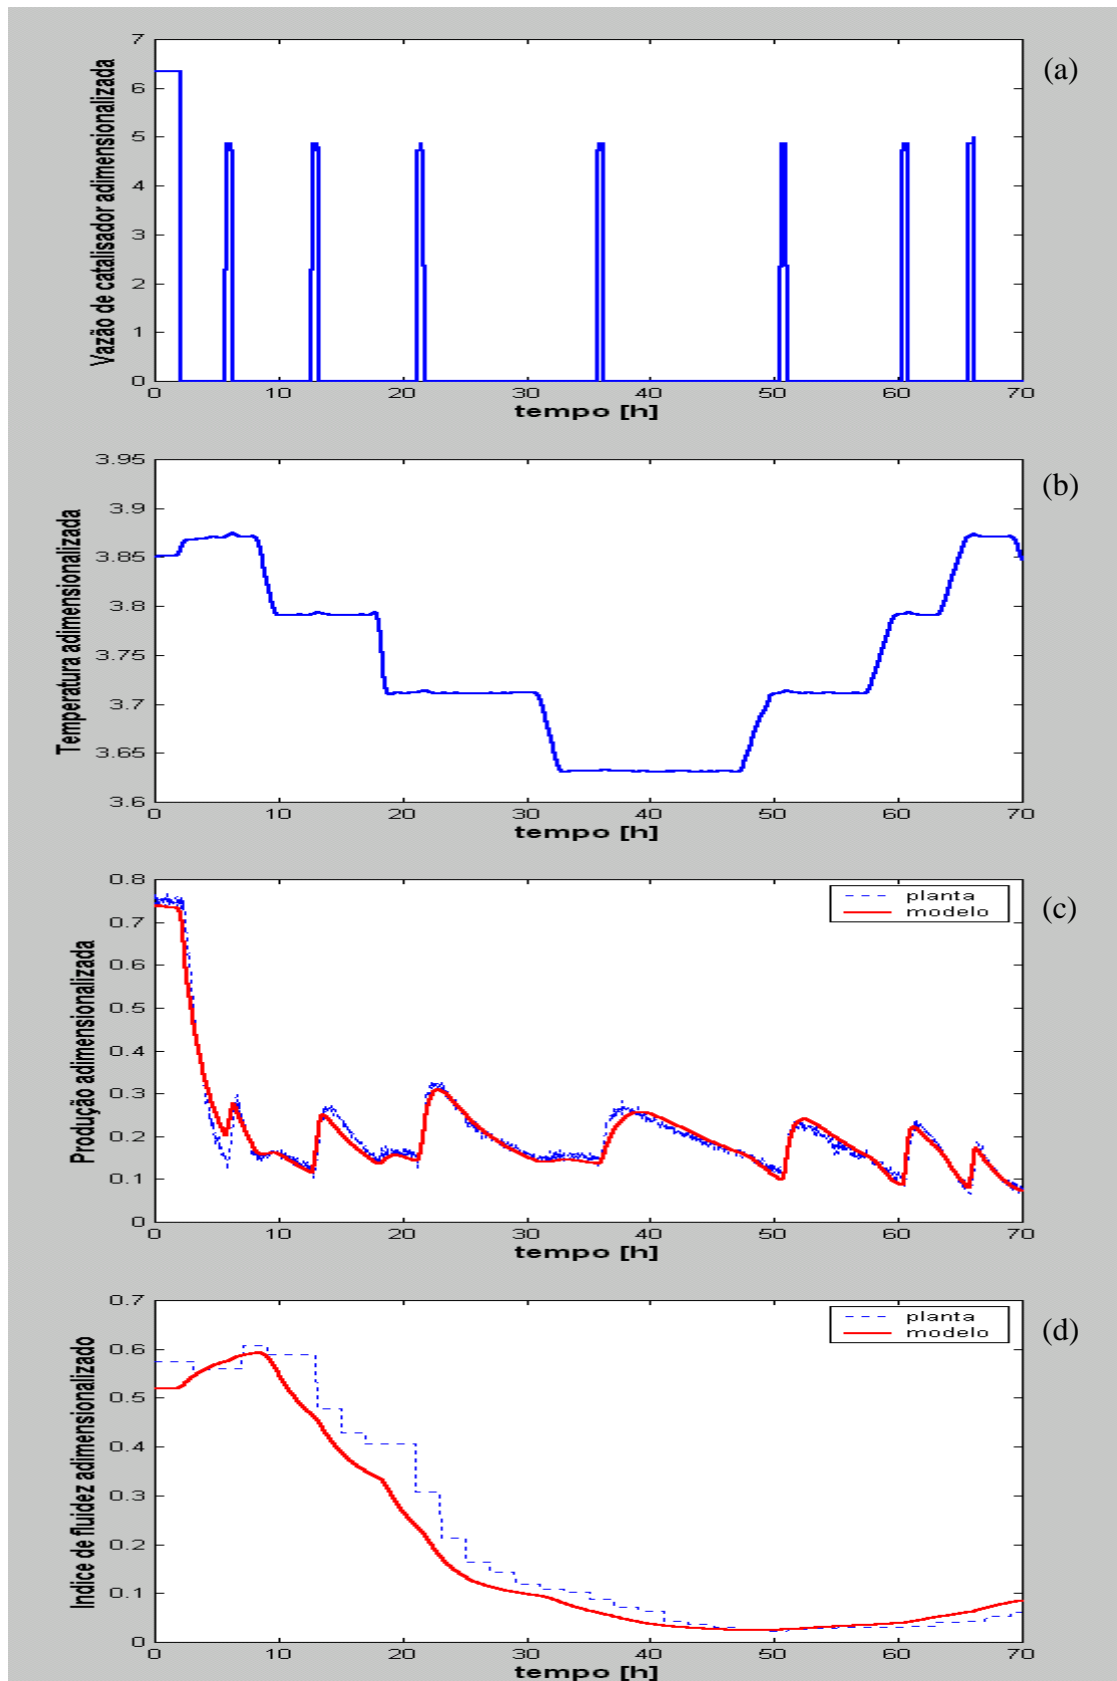 (a)
Vazão de catalisador adimensionalizada
7
6
5
4
3
2
1
0
0 10 20 30 40 50 60 70
tempo [h]
(b)
Temperatura adimensionalizada
3.95
3.9
3.85
3.8
3.75
3.7
3.65
3.6
0 10 20 30 40 50 60 70
tempo [h]
(c)
Produção adimensionalizada
0.8
0.7
0.6
0.5
0.4
0.3
0.2
0.1
0
planta
modelo
0 10 20 30 40 50 60 70
tempo [h]
(d)
Indice de fluidez adimensionalizado
0.7
0.6
0.5
0.4
0.3
0.2
0.1
0
planta
modelo
0 10 20 30 40 50 60 70
tempo [h]